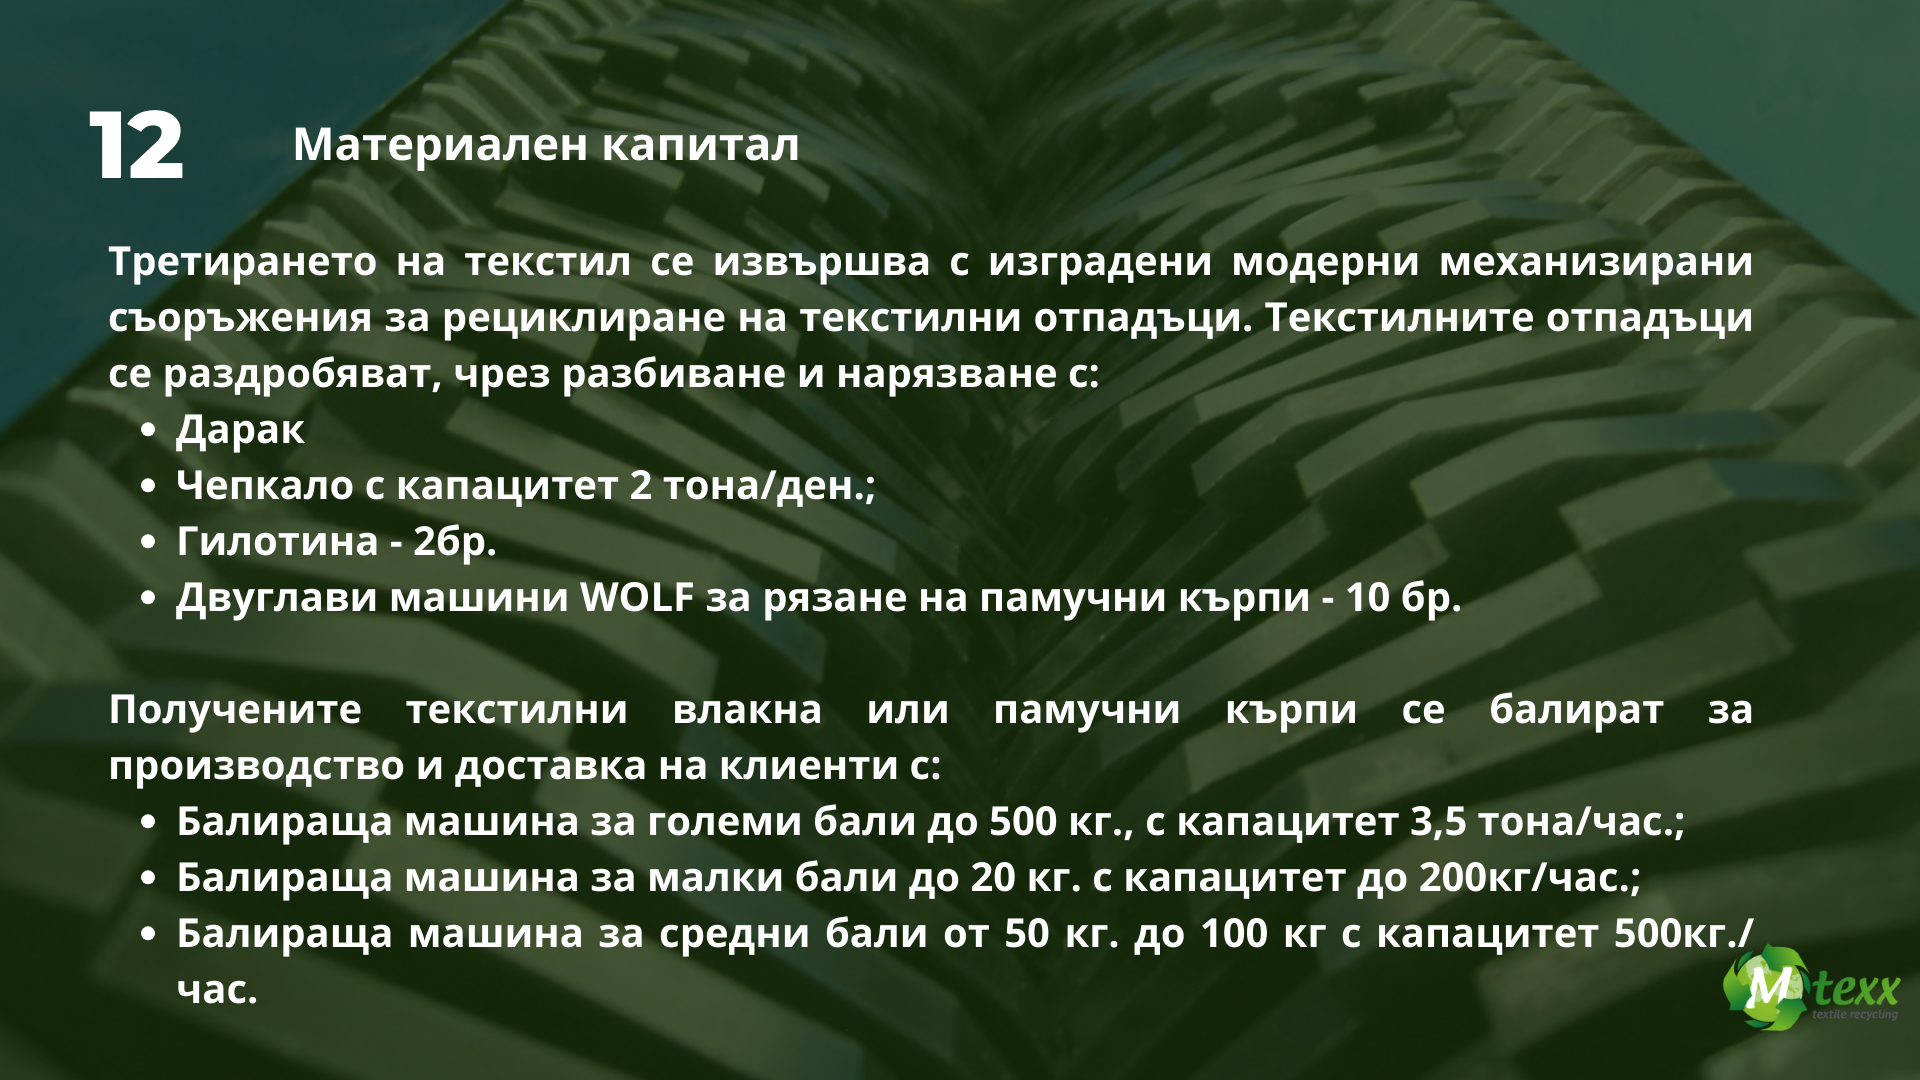 12
Материален капитал
Третирането на текстил се извършва с изградени модерни механизирани
съоръжения за рециклиране на текстилни отпадъци. Текстилните отпадъци
се раздробяват, чрез разбиване и нарязване с:
• Дарак
• Чепкало с капацитет 2 тона/ден.;
• Гилотина - 2бр.
• Двуглави машини WOLF за рязане на памучни кърпи - 10 бр.
Получените текстилни влакна или памучни кърпи се балират за
производство и доставка на клиенти с:
• Балираща машина за големи бали до 500 кг., с капацитет 3,5 тона/час.;
• Балираща машина за малки бали до 20 кг. с капацитет до 200кг/час.;
• Балираща машина за средни бали от 50 кг. до 100 кг с капацитет 500кг./
час.
M texx
textile recycling